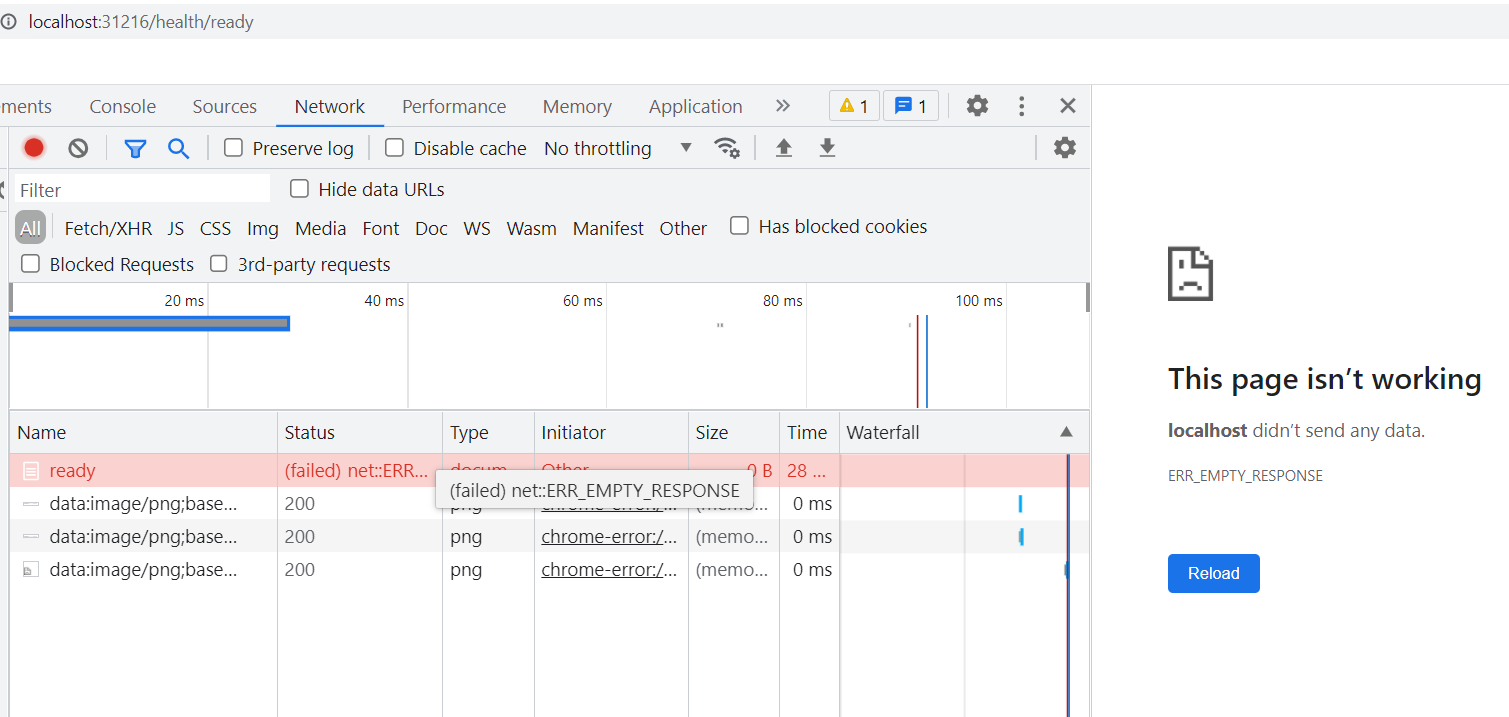 localhost:31216/health/ready
ments Console Sources Network Performance Memory Application 1 1
Preserve log Disable cache No throttling
Filter Hide data URLs
All Fetch/XHR JS CSS Img Media Font Doc WS Wasm Manifest Other Has blocked cookies
Blocked Requests 3rd-party requests
20 ms 40 ms 60 ms 80 ms 100 ms
Name Status Type Initiator Size Time Waterfall
ready (failed) net::ERR... docum... Other 0 B 28 ...
(failed) net::ERR_EMPTY_RESPONSE
data:image/png;base... 200 png chrome-error:/... (memo... 0 ms
data:image/png;base... 200 png chrome-error:/... (memo... 0 ms
data:image/png;base... 200 png chrome-error:/... (memo... 0 ms
This page isn’t working
localhost didn’t send any data.
ERR_EMPTY_RESPONSE
Reload